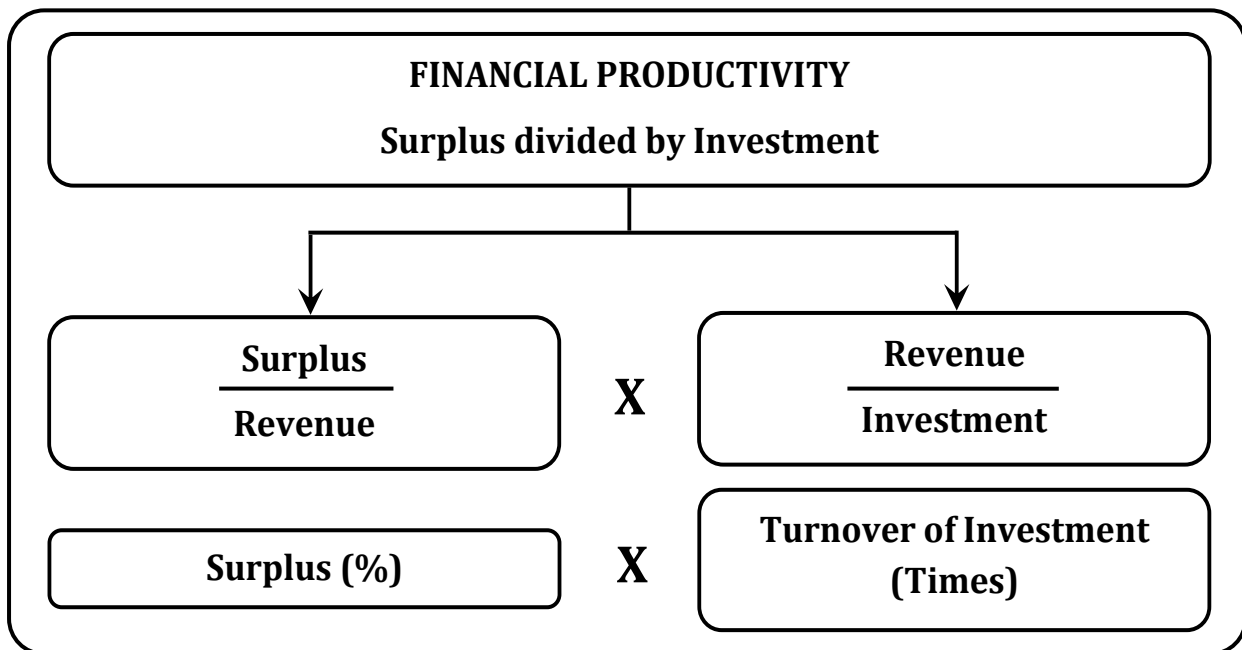 FINANCIAL PRODUCTIVITY
Surplus divided by Investment
Surplus
Revenue
X
Revenue
Investment
Surplus (%)
X
Turnover of Investment
(Times)